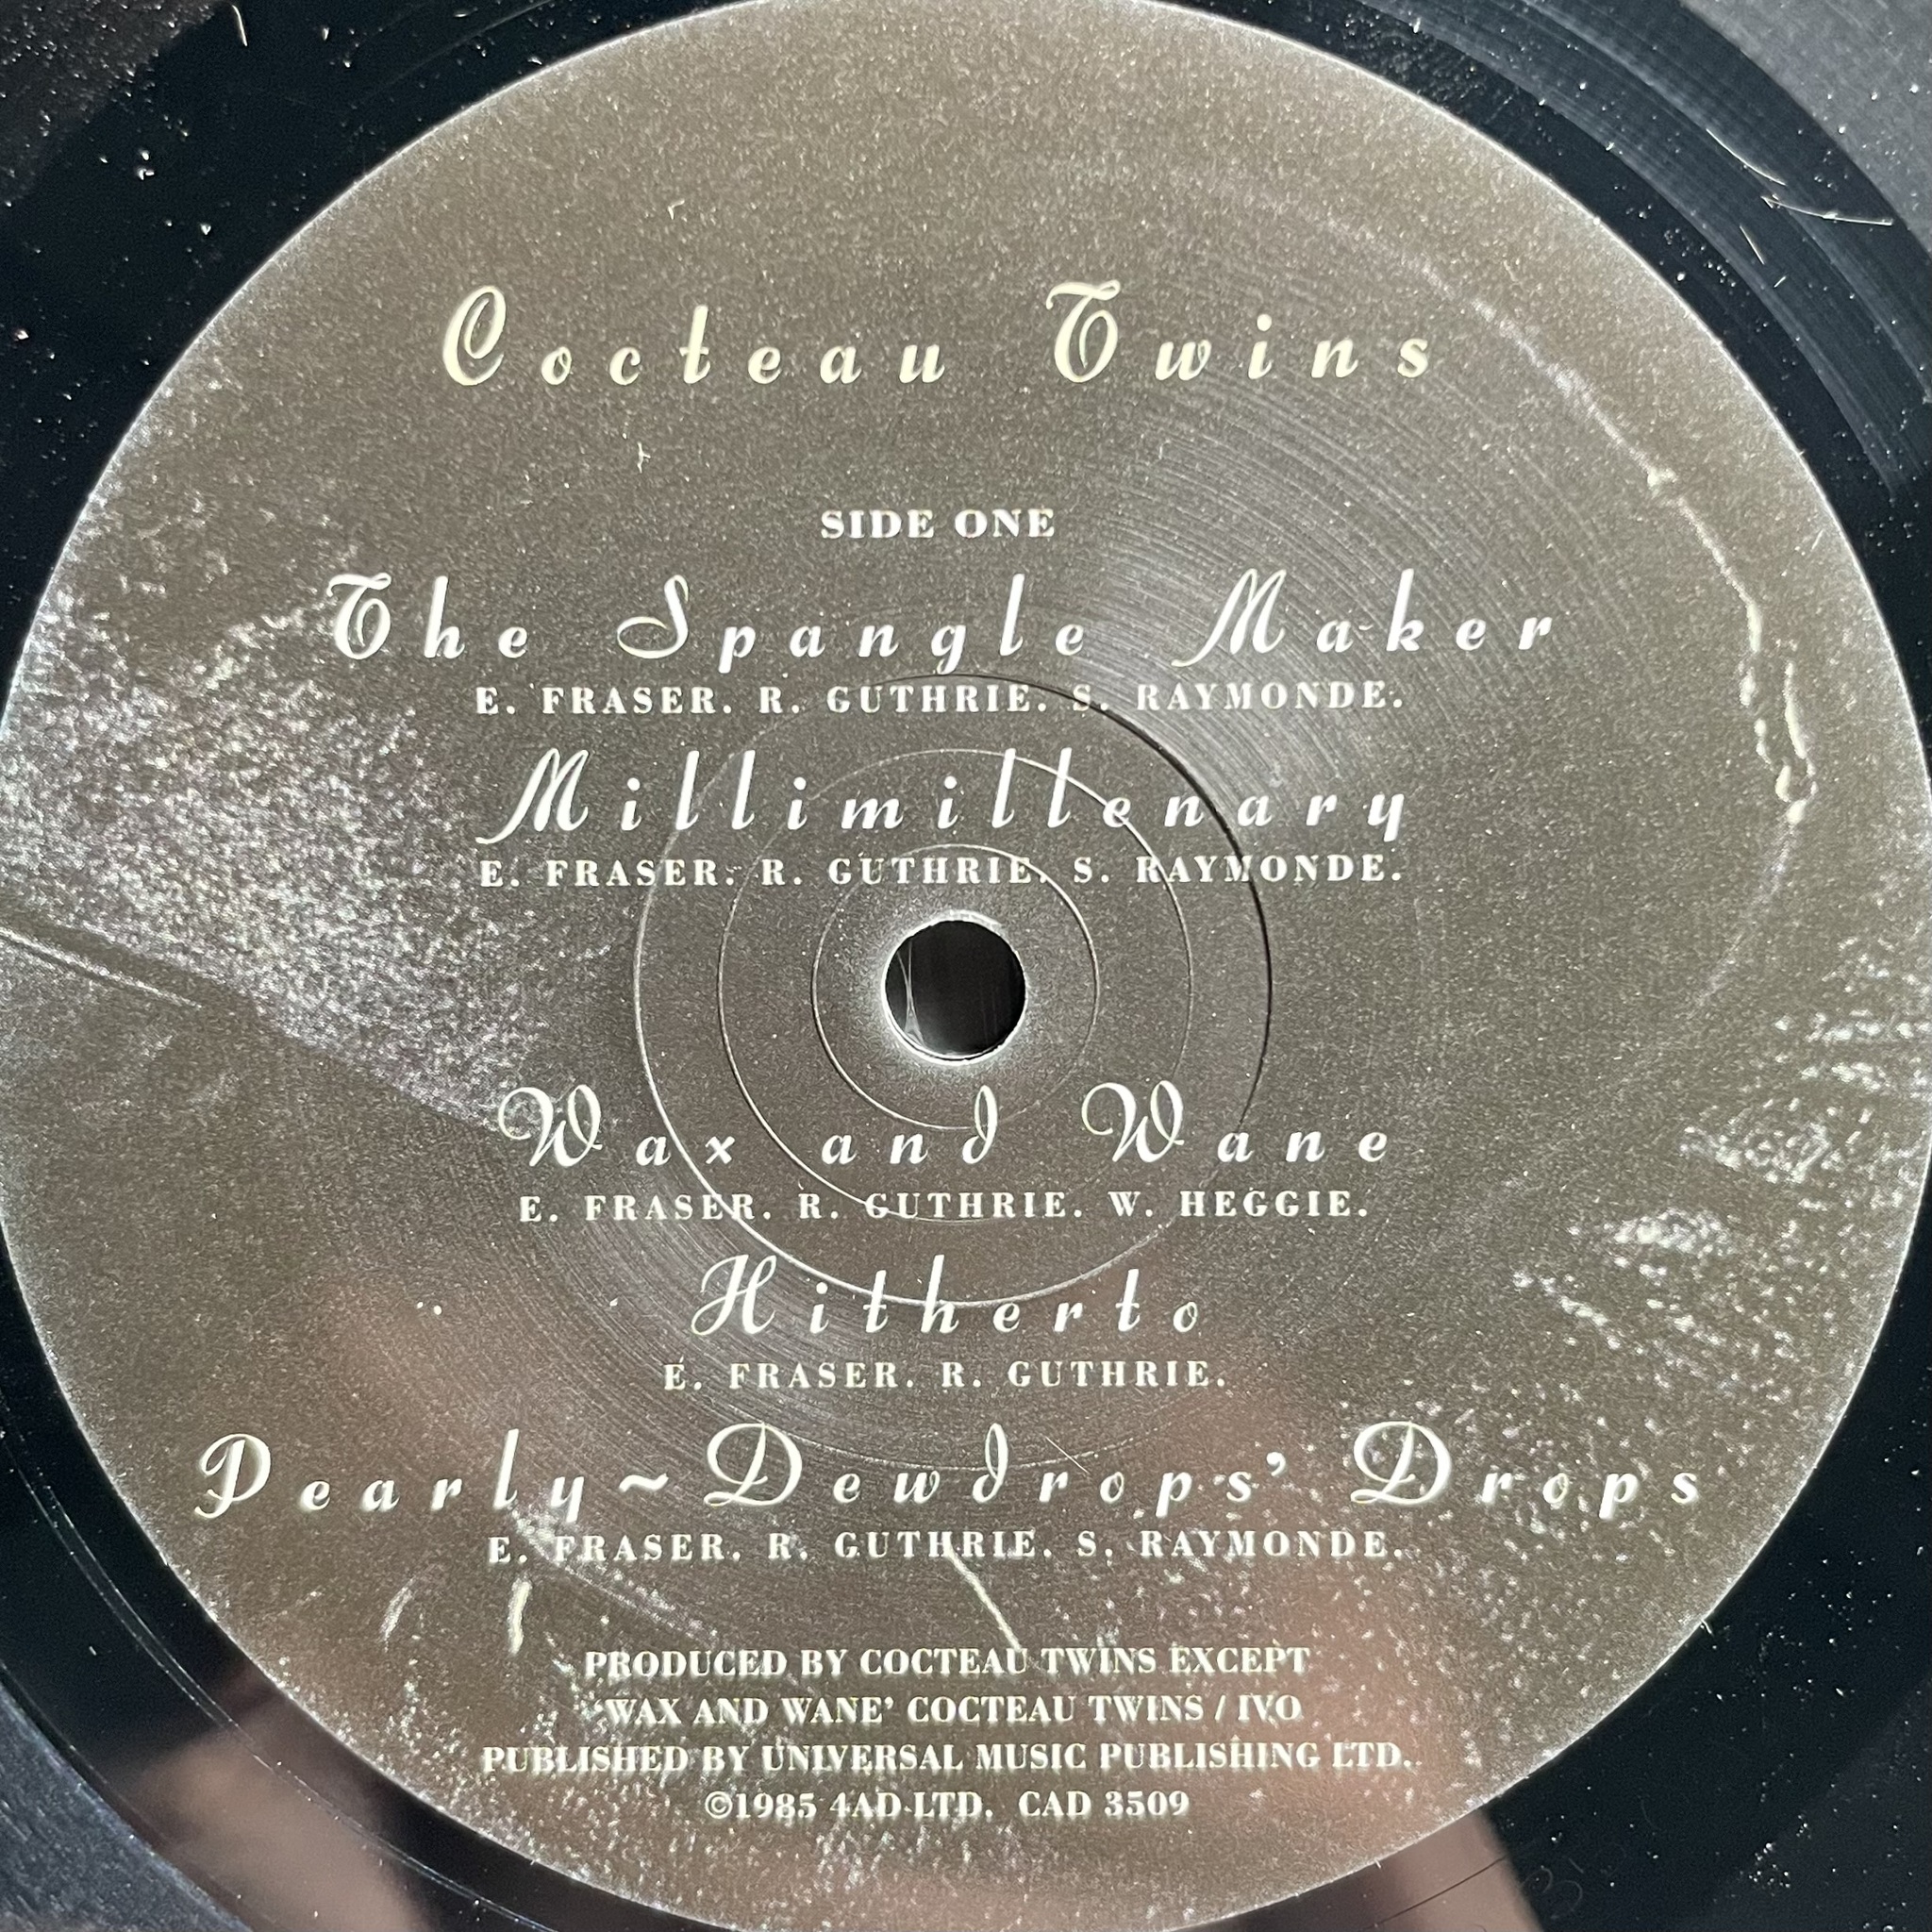 Cocteau Twins
SIDE ONE
The Spangle Maker
E. FRASER. R. GUTHRIE. S. RAYMONDE.
Millimillenary
E. FRASER. R. GUTHRIE. S. RAYMONDE.
Wax and Wane
E. FRASER. R. GUTHRIE. W. HEGGIE.
Hitherto
E. FRASER. R. GUTHRIE.
Pearly~Dewdrops’ Drops
E. FRASER. R. GUTHRIE. S. RAYMONDE.
PRODUCED BY COCTEAU TWINS EXCEPT
‘WAX AND WANE’ COCTEAU TWINS / IVO
PUBLISHED BY UNIVERSAL MUSIC PUBLISHING LTD.
©1985 4AD LTD. CAD 3509